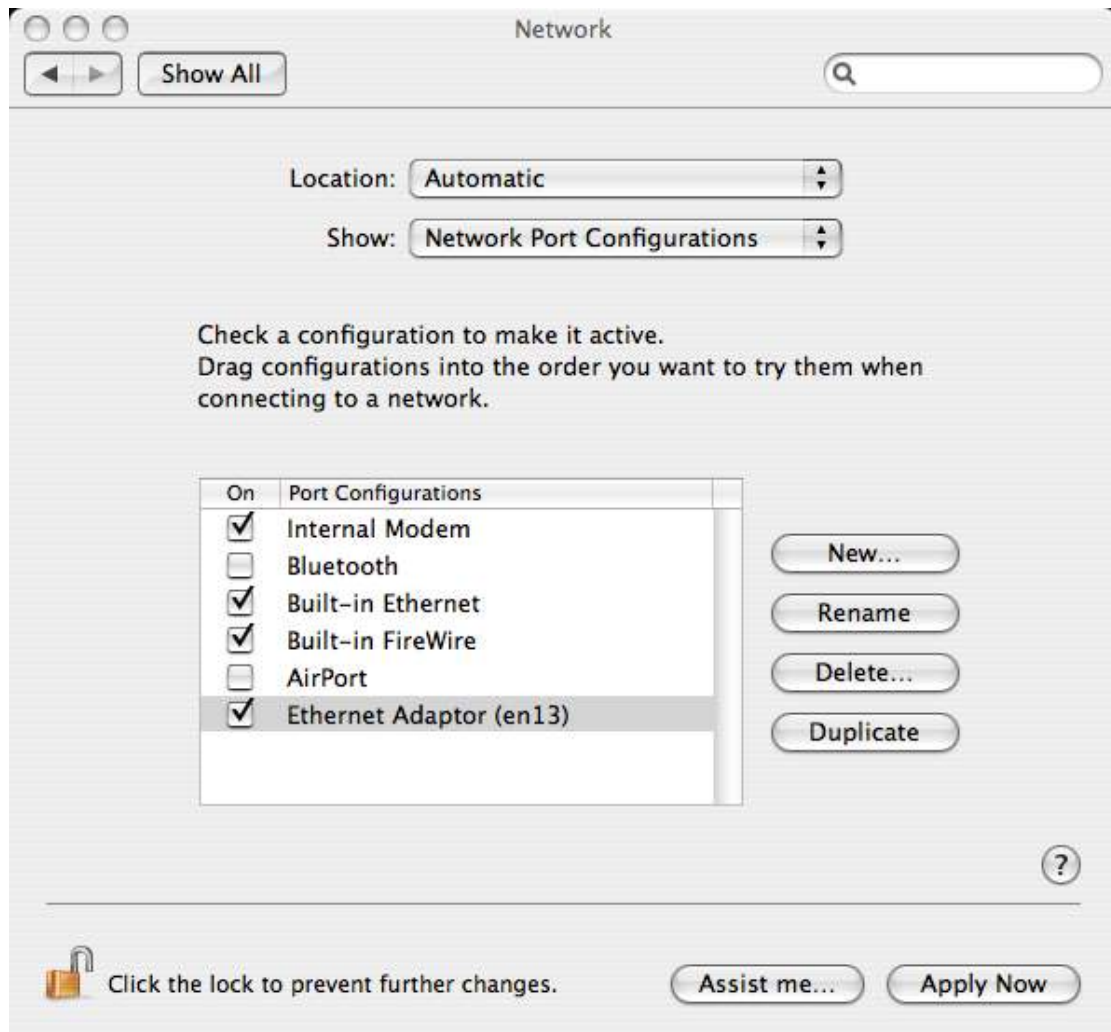 Network
Show All
Location: Automatic
Show: Network Port Configurations
Check a configuration to make it active.
Drag configurations into the order you want to try them when
connecting to a network.
On Port Configurations
Internal Modem
Bluetooth
Built-in Ethernet
Built-in FireWire
AirPort
Ethernet Adaptor (en13)
New...
Rename
Delete...
Duplicate
?
Click the lock to prevent further changes.
Assist me...
Apply Now